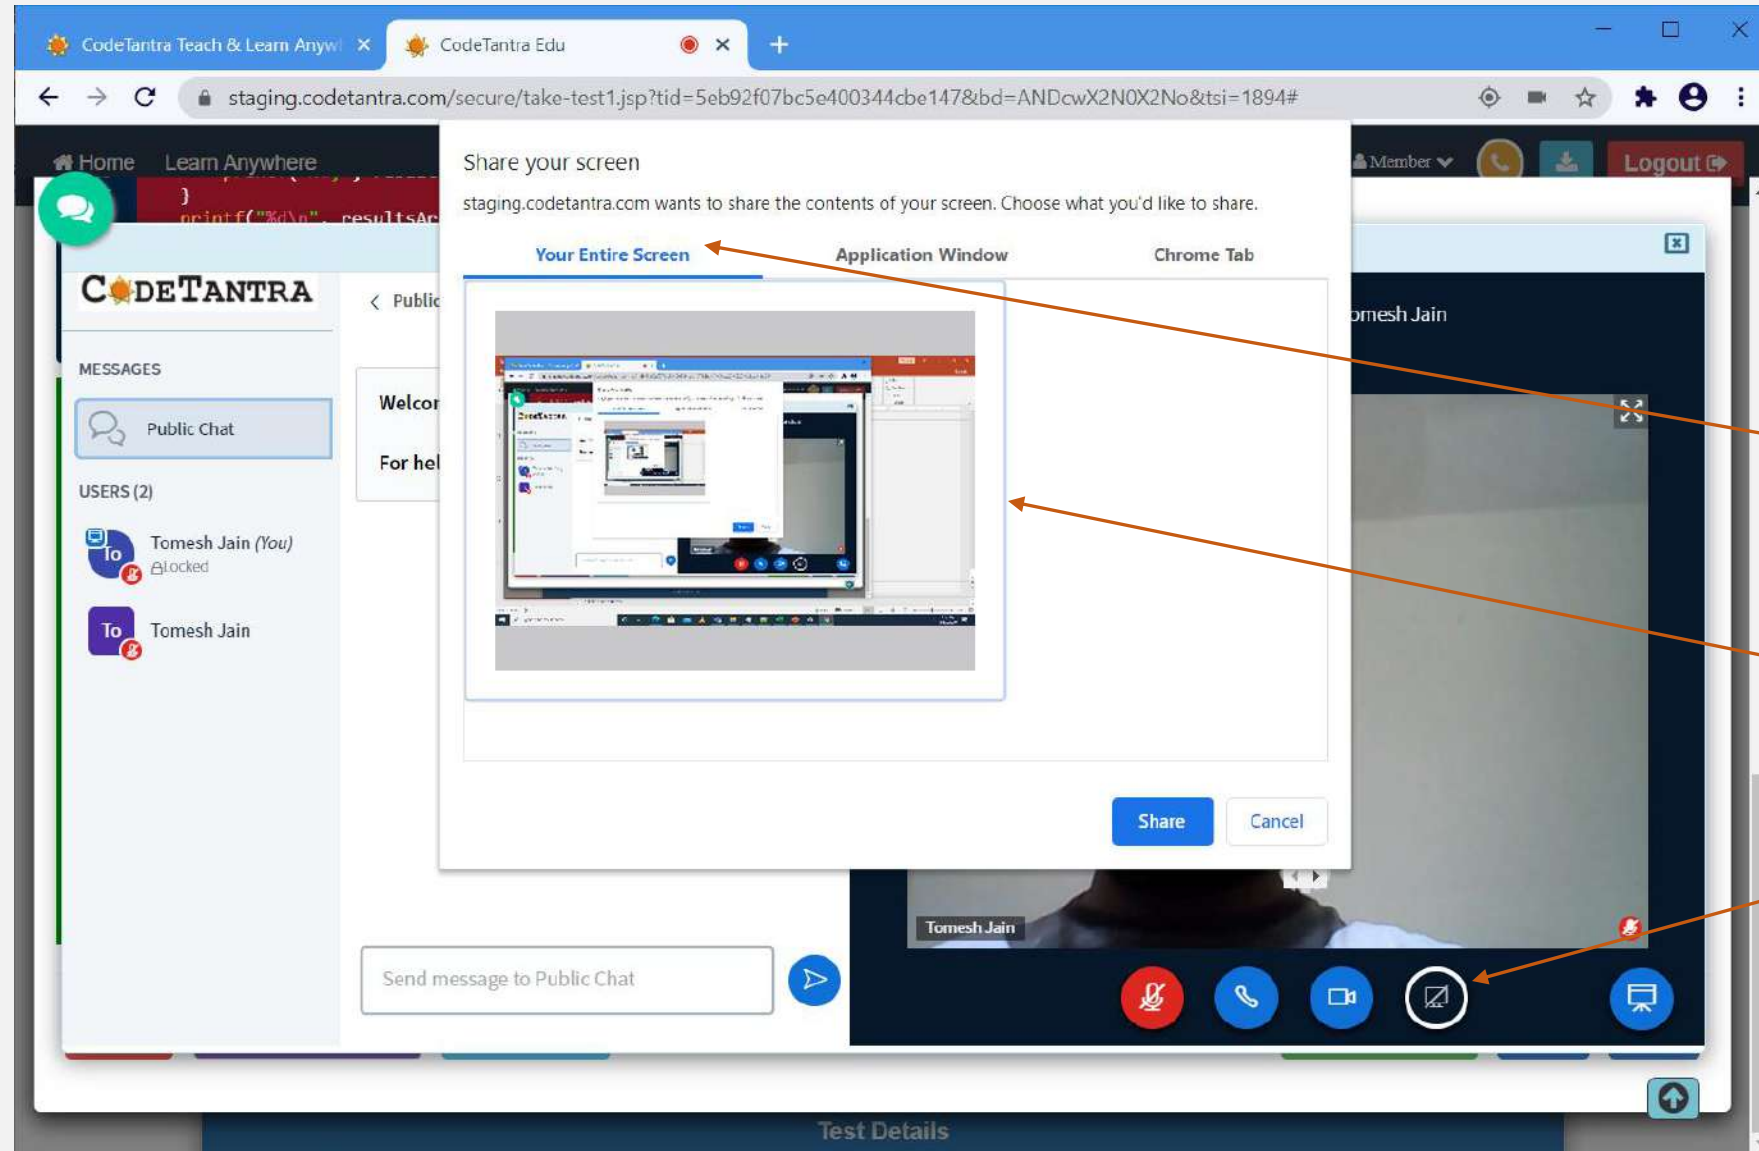 CodeTantra Teach & Learn Anyw
CodeTantra Edu
staging.codetantra.com/secure/take-test1.jsp?tid=5eb92f07bc5e400344cbe147&bd=ANDcwX2N0X2No&tsi=1894#
Home Learn Anywhere
Member
Logout
}
printf("%d\n", resultsAr
Share your screen
staging.codetantra.com wants to share the contents of your screen. Choose what you'd like to share.
Your Entire Screen Application Window Chrome Tab
CODETANTRA
Public
omesh Jain
MESSAGES
Public Chat
Welcor
For hel
USERS (2)
To Tomesh Jain (You)
Locked
To Tomesh Jain
Share Cancel
Tomesh Jain
Send message to Public Chat
Test Details